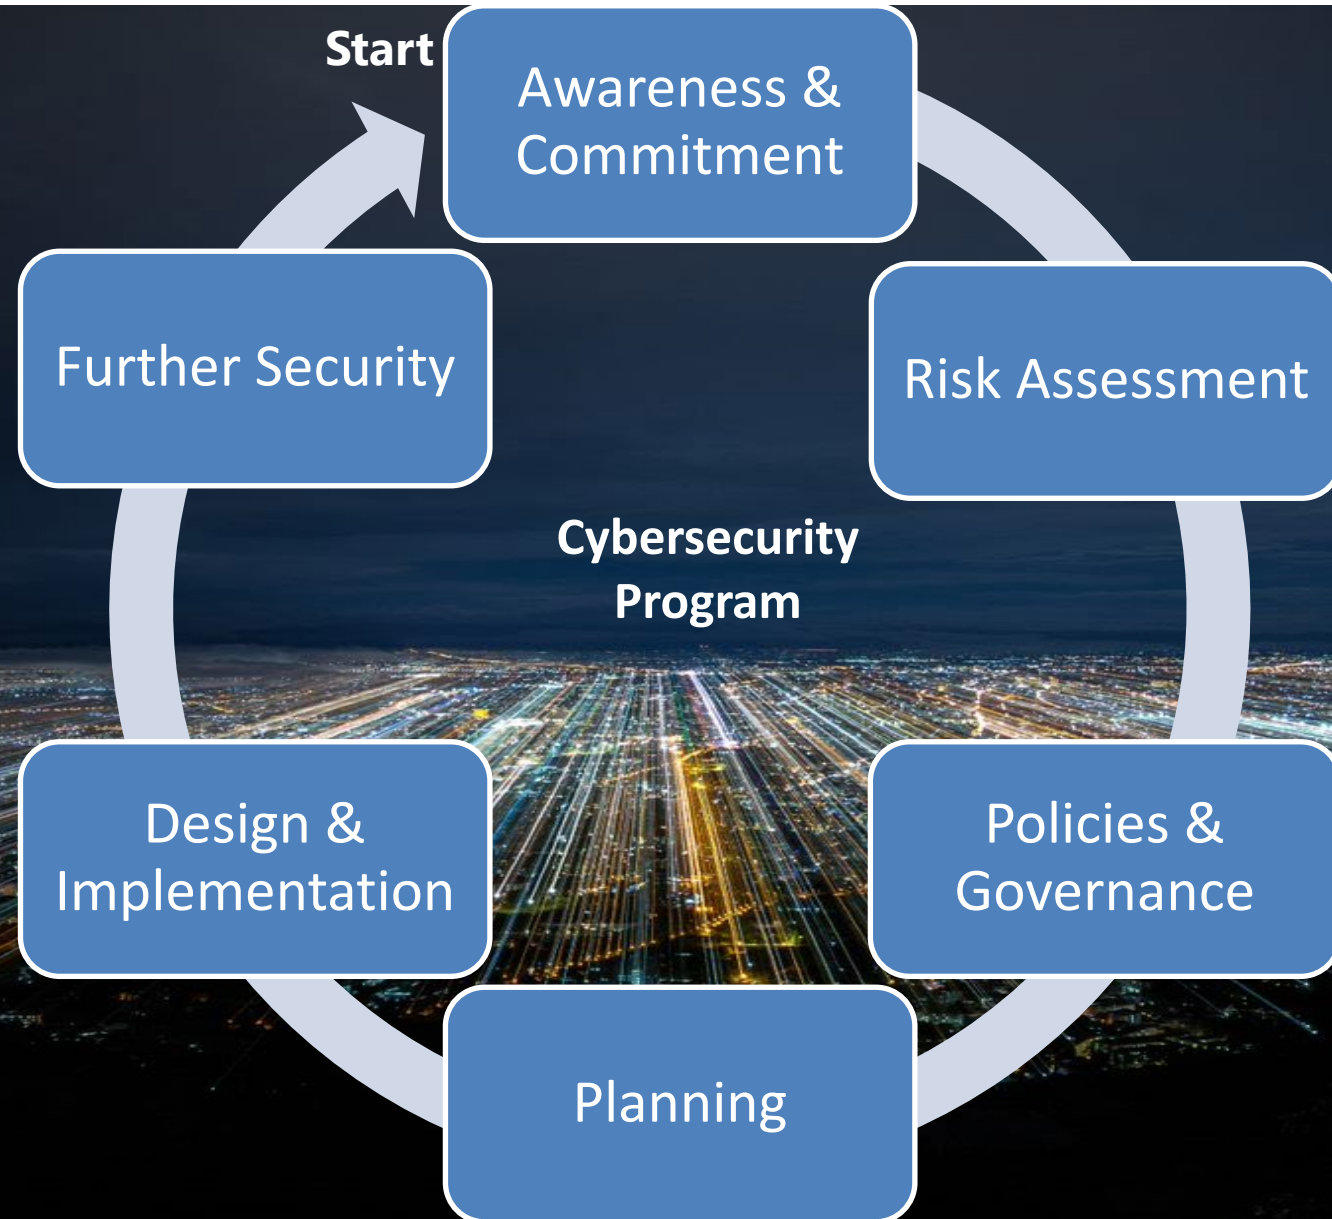 Start
Awareness &
Commitment
Risk Assessment
Policies &
Governance
Planning
Design &
Implementation
Further Security
Cybersecurity
Program